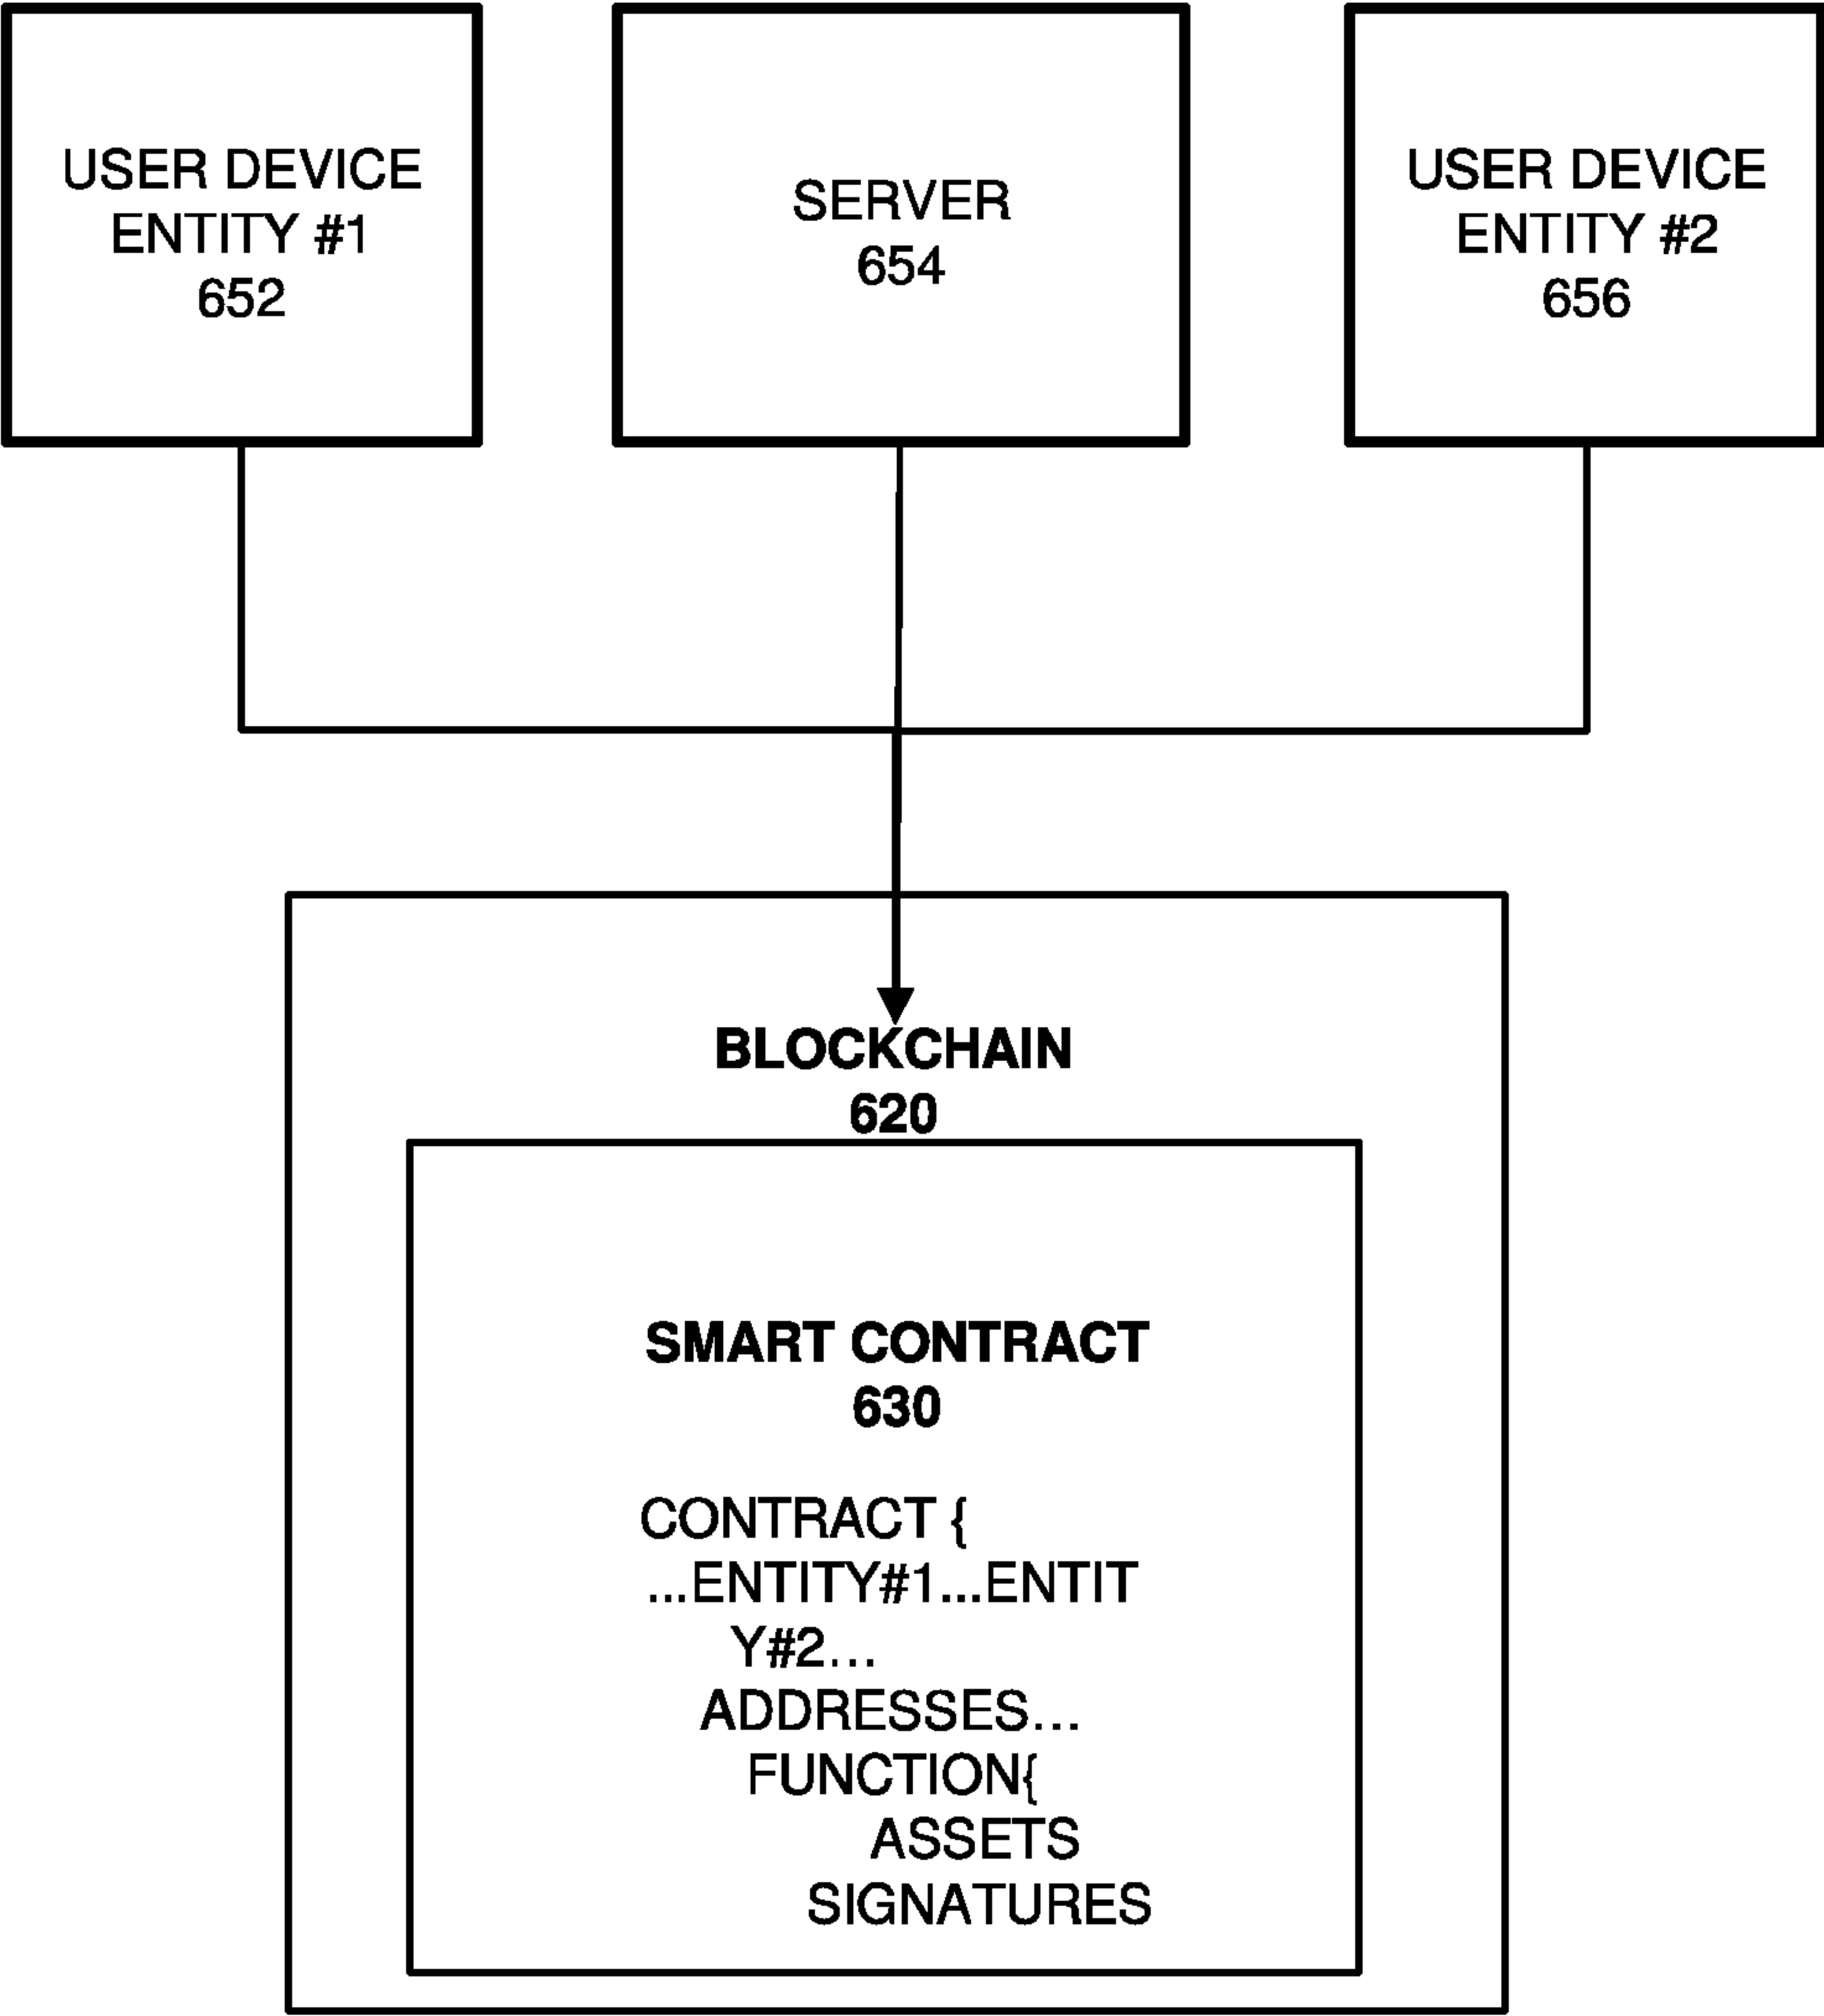 USER DEVICE
ENTITY #1
652
SERVER
654
USER DEVICE
ENTITY #2
656
BLOCKCHAIN
620
SMART CONTRACT
630
CONTRACT {
...ENTITY#1...ENTIT
Y#2...
ADDRESSES...
FUNCTION{
ASSETS
SIGNATURES